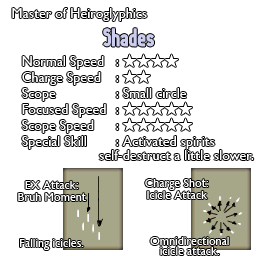 Master of Heiroglyphics
Shades
Normal Speed : ☆☆☆☆
Charge Speed : ☆☆
Scope : Small circle
Focused Speed : ☆☆☆☆☆
Scope Speed : ☆☆☆☆☆
Special Skill : Activated spirits
self-destruct a little slower.
EX Attack:
Bruh Moment
Falling icicles.
Charge Shot:
Icicle Attack
Omnidirectional
icicle attack.